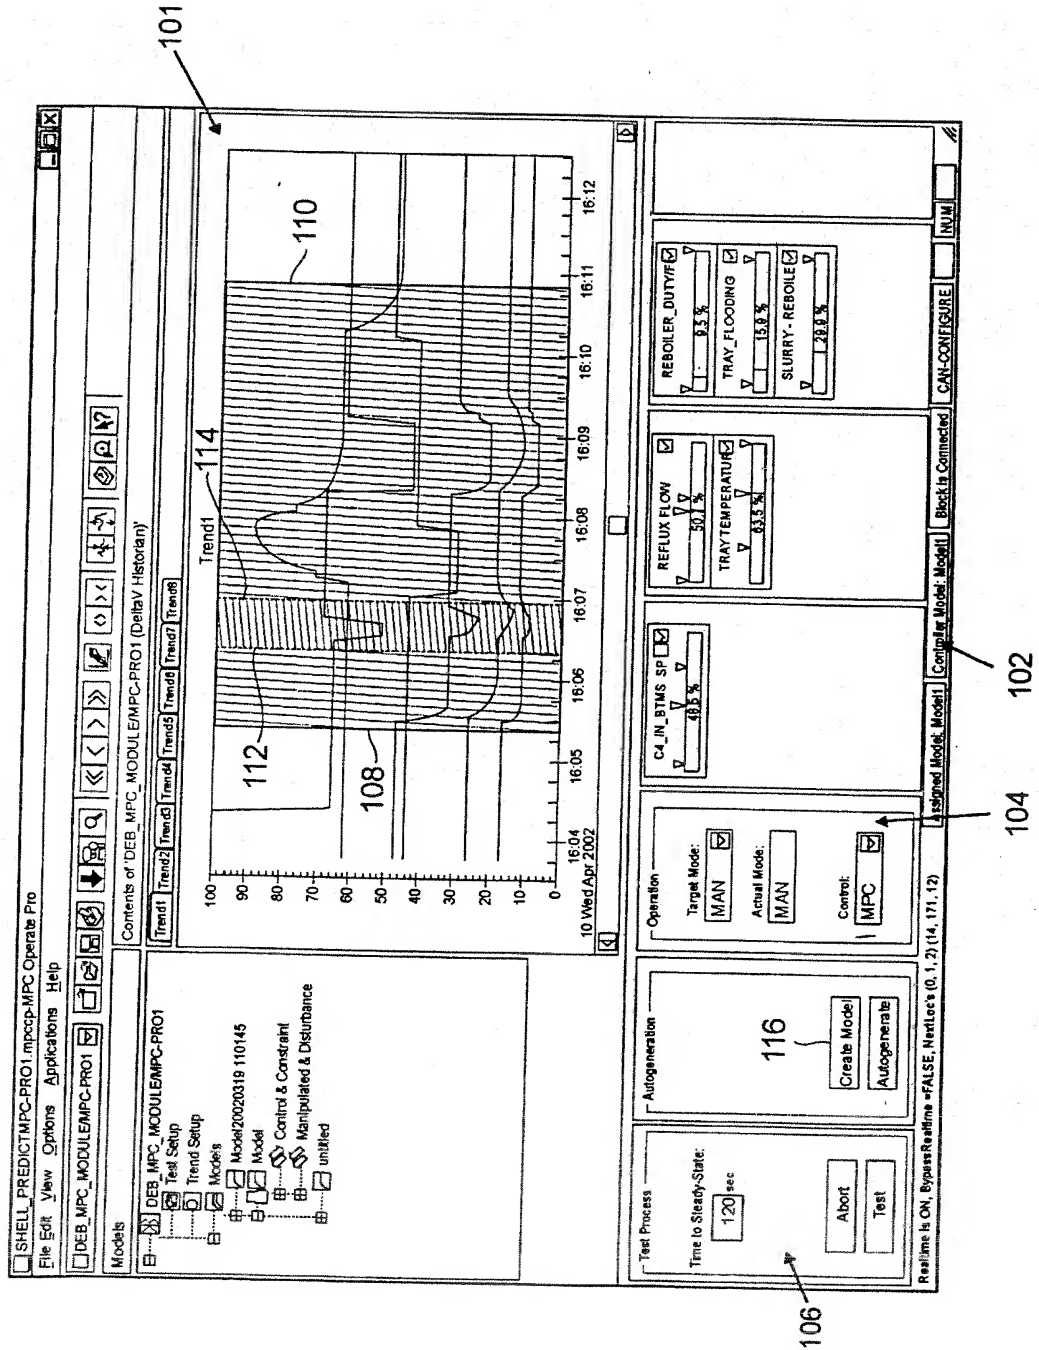 SHELL_PREDICTMPC-PRO1.mpccp-MPC Operate Pro
File Edit View Options Applications Help
DEB_MPC_MODULE/MPC-PRO1
Models
Contents of 'DEB_MPC_MODULE/MPC-PRO1 (DeltaV Historian)'
DEB_MPC_MODULE/MPC-PRO1
Test Setup
Trend Setup
Models
Model20020319 110145
Model
Control & Constraint
Manipulated & Disturbance
untitled
Trend1 Trend2 Trend3 Trend4 Trend5 Trend6 Trend7 Trend8
Trend1
100
90
80
70
60
50
40
30
20
10
0
16:04 16:05 16:06 16:07 16:08 16:09 16:10 16:11 16:12
10 Wed Apr 2002
101
108
112
114
110
Test Process
Time to Steady-State:
120 sec
Abort
Test
106
Autogeneration
116
Create Model
Autogenerate
Operation
Target Mode:
MAN
Actual Mode:
MAN
Control:
MPC
104
C4_IN_BTMS SP
48.5 %
REFLUX FLOW
50.1 %
TRAY TEMPERATUR
63.5 %
REBOILER_DUTY/F
9.5 %
TRAY_FLOODING
15.9 %
SLURRY - REBOILE
29.9 %
Realtime is ON, BypassRealtime =FALSE, NextLoc's (0, 1, 2) (14, 171, 12)
Assigned Model: Model1
Controller Model: Model1
Block is Connected
CAN-CONFIGURE
NUM
102